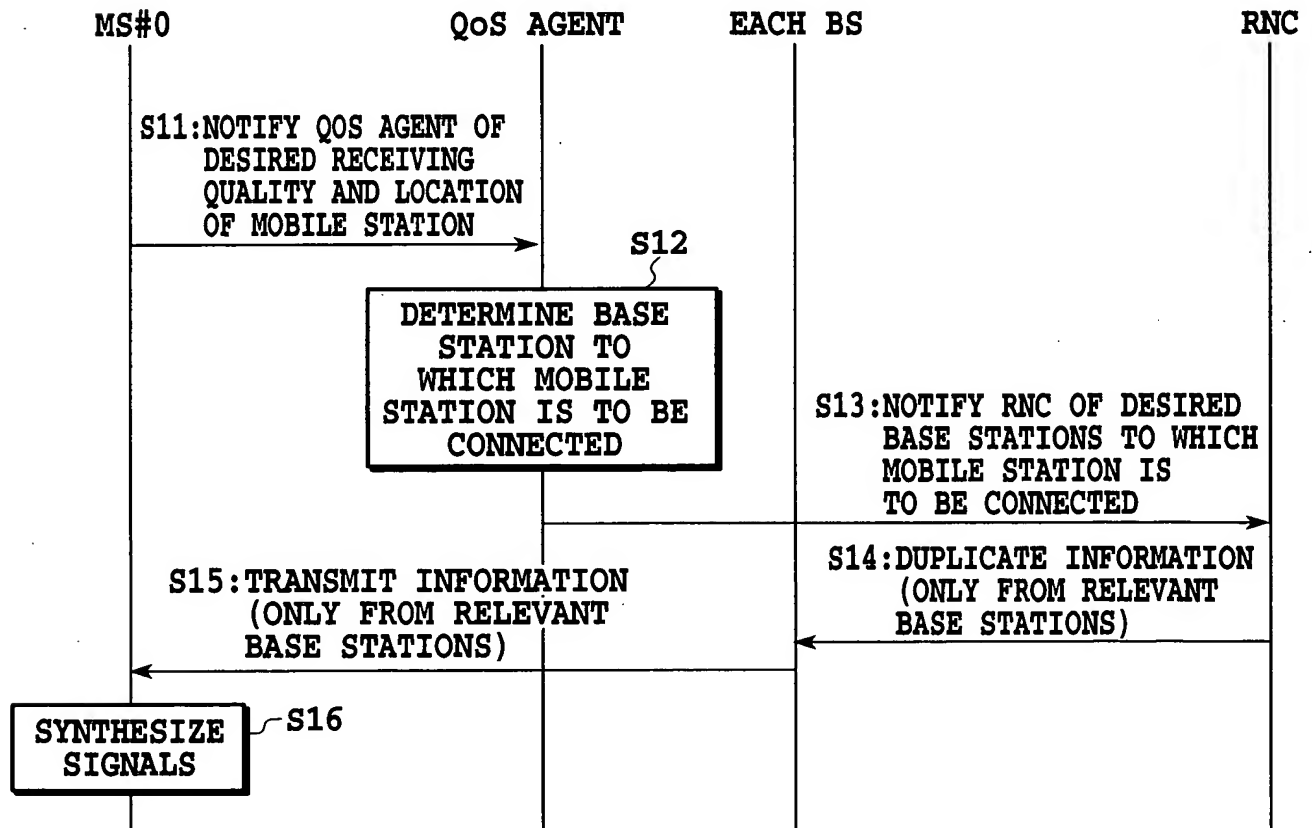 MS#0
QoS AGENT
EACH BS
RNC
S11:NOTIFY QOS AGENT OF
DESIRED RECEIVING
QUALITY AND LOCATION
OF MOBILE STATION
S12
DETERMINE BASE
STATION TO
WHICH MOBILE
STATION IS TO BE
CONNECTED
S13:NOTIFY RNC OF DESIRED
BASE STATIONS TO WHICH
MOBILE STATION IS
TO BE CONNECTED
S14:DUPLICATE INFORMATION
(ONLY FROM RELEVANT
BASE STATIONS)
S15:TRANSMIT INFORMATION
(ONLY FROM RELEVANT
BASE STATIONS)
SYNTHESIZE
SIGNALS
S16